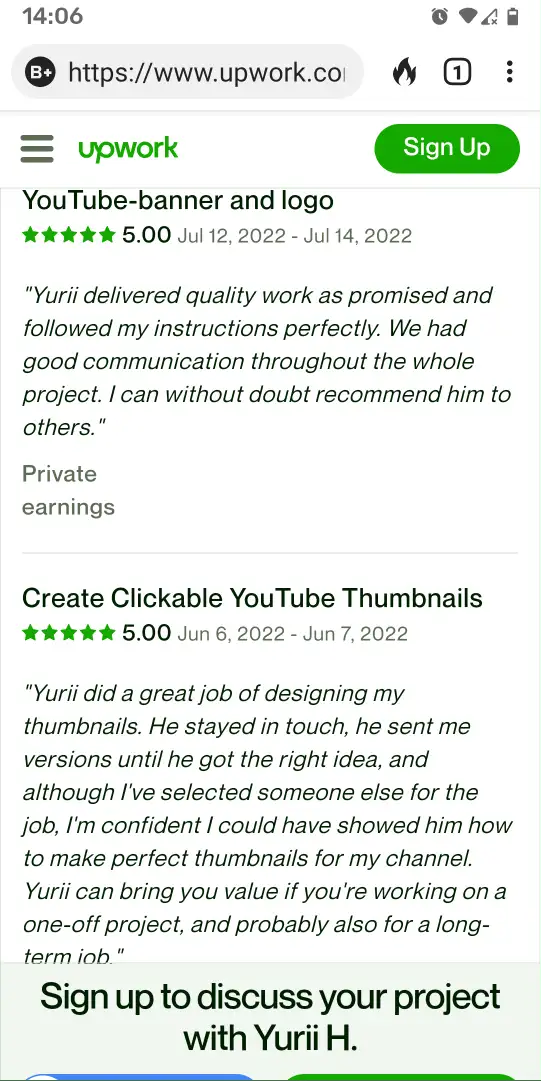 14:06
B+ https://www.upwork.co
1
upwork
Sign Up
YouTube-banner and logo
5.00 Jul 12, 2022 - Jul 14, 2022
"Yurii delivered quality work as promised and
followed my instructions perfectly. We had
good communication throughout the whole
project. I can without doubt recommend him to
others."
Private
earnings
Create Clickable YouTube Thumbnails
5.00 Jun 6, 2022 - Jun 7, 2022
"Yurii did a great job of designing my
thumbnails. He stayed in touch, he sent me
versions until he got the right idea, and
although I've selected someone else for the
job, I'm confident I could have showed him how
to make perfect thumbnails for my channel.
Yurii can bring you value if you're working on a
one-off project, and probably also for a long-
term job."
Sign up to discuss your project
with Yurii H.